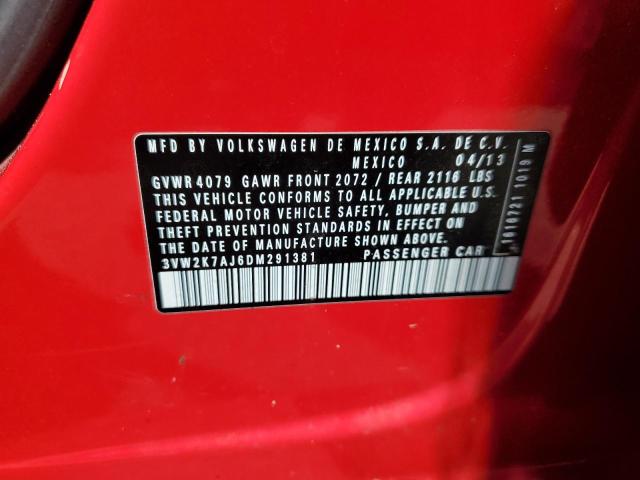 MFD BY VOLKSWAGEN DE MEXICO S.A. DE C.V.
MEXICO 04/13
GVWR 4079 GAWR FRONT 2072 / REAR 2116 LBS
THIS VEHICLE CONFORMS TO ALL APPLICABLE U.S.
FEDERAL MOTOR VEHICLE SAFETY, BUMPER AND
THEFT PREVENTION STANDARDS IN EFFECT ON
THE DATE OF MANUFACTURE SHOWN ABOVE.
3VW2K7AJ6DM291381 PASSENGER CAR
1019 M